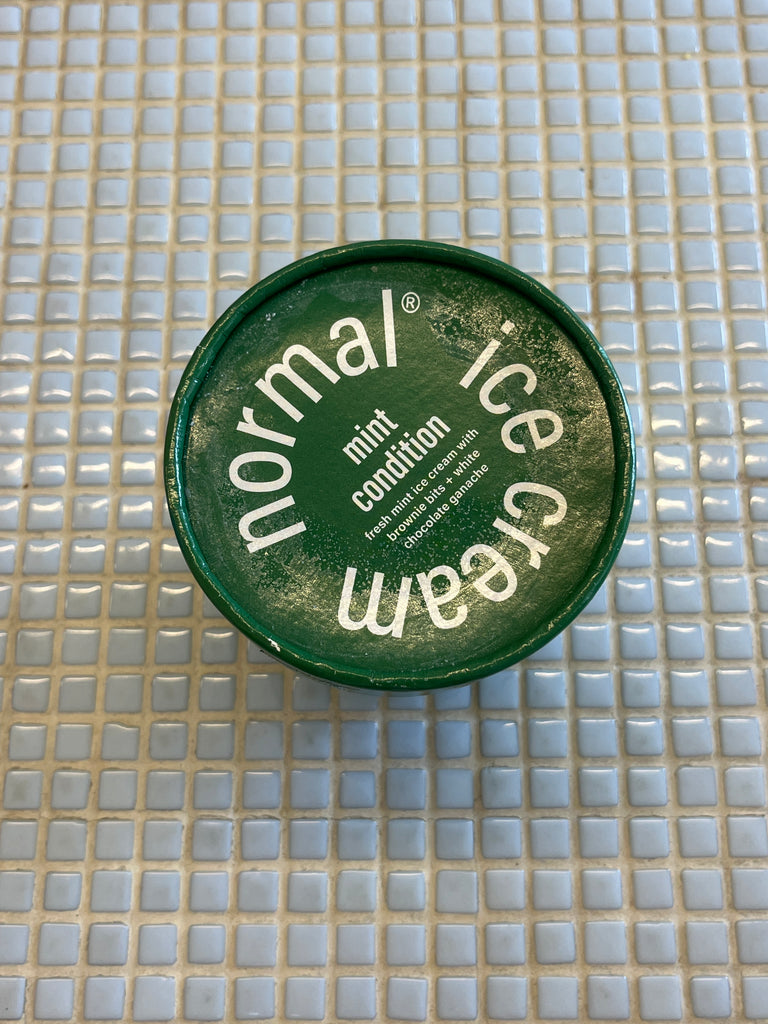 normal® ice cream
mint
condition
fresh mint ice cream with
brownie bits + white
chocolate ganache